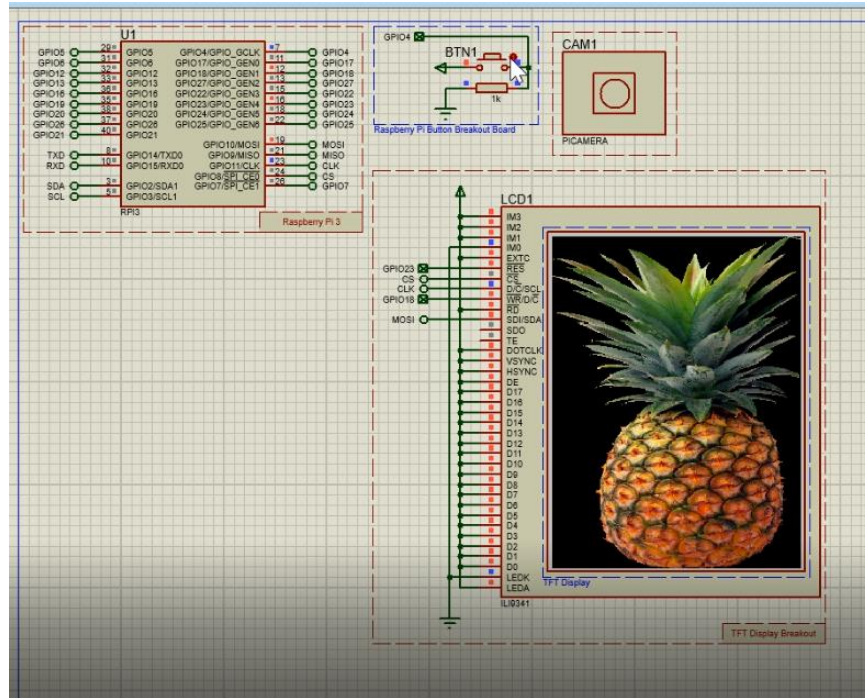 U1
GPIO5 29 GPIO5 GPIO4/GPIO_GCLK 7 GPIO4
GPIO6 31 GPIO6 GPIO17/GPIO_GEN0 11 GPIO17
GPIO12 32 GPIO12 GPIO18/GPIO_GEN1 12 GPIO18
GPIO13 33 GPIO13 GPIO27/GPIO_GEN2 13 GPIO27
GPIO16 36 GPIO16 GPIO22/GPIO_GEN3 15 GPIO22
GPIO19 35 GPIO19 GPIO23/GPIO_GEN4 16 GPIO23
GPIO20 38 GPIO20 GPIO24/GPIO_GEN5 18 GPIO24
GPIO26 37 GPIO26 GPIO25/GPIO_GEN6 22 GPIO25
GPIO21 40 GPIO21
GPIO10/MOSI 19 MOSI
TXD 8 GPIO14/TXD0 GPIO9/MISO 21 MISO
RXD 10 GPIO15/RXD0 GPIO11/CLK 23 CLK
GPIO8/SPI_CE0 24 CS
SDA 3 GPIO2/SDA1 GPIO7/SPI_CE1 26 GPIO7
SCL 5 GPIO3/SCL1
RPI3
Raspberry Pi 3
GPIO4
BTN1
1k
Raspberry Pi Button Breakout Board
CAM1
PICAMERA
LCD1
IM3
IM2
IM1
IM0
EXTC
GPIO23 RES
CS CS
CLK D/C/SCL
GPIO18 WR/D/C
RD
MOSI SDI/SDA
SDO
TE
DOTCLK
VSYNC
HSYNC
DE
D17
D16
D15
D14
D13
D12
D11
D10
D9
D8
D7
D6
D5
D4
D3
D2
D1
D0
LEDK
LEDA
TFT Display
ILI9341
TFT Display Breakout